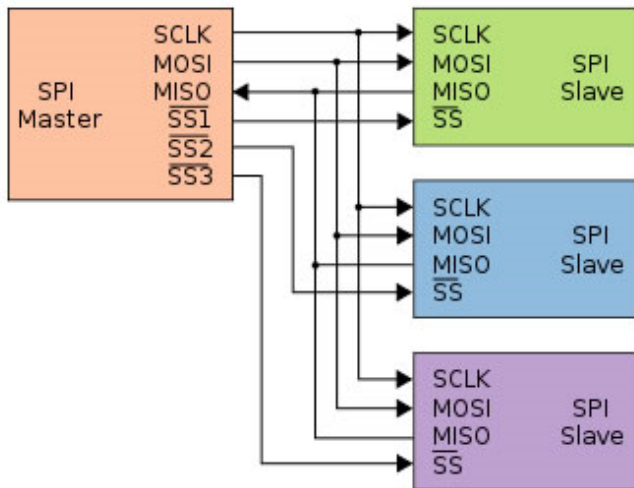 SPI
Master
SCLK
MOSI
MISO
SS1
SS2
SS3
SCLK
MOSI
MISO
SS
SPI
Slave
SCLK
MOSI
MISO
SS
SPI
Slave
SCLK
MOSI
MISO
SS
SPI
Slave